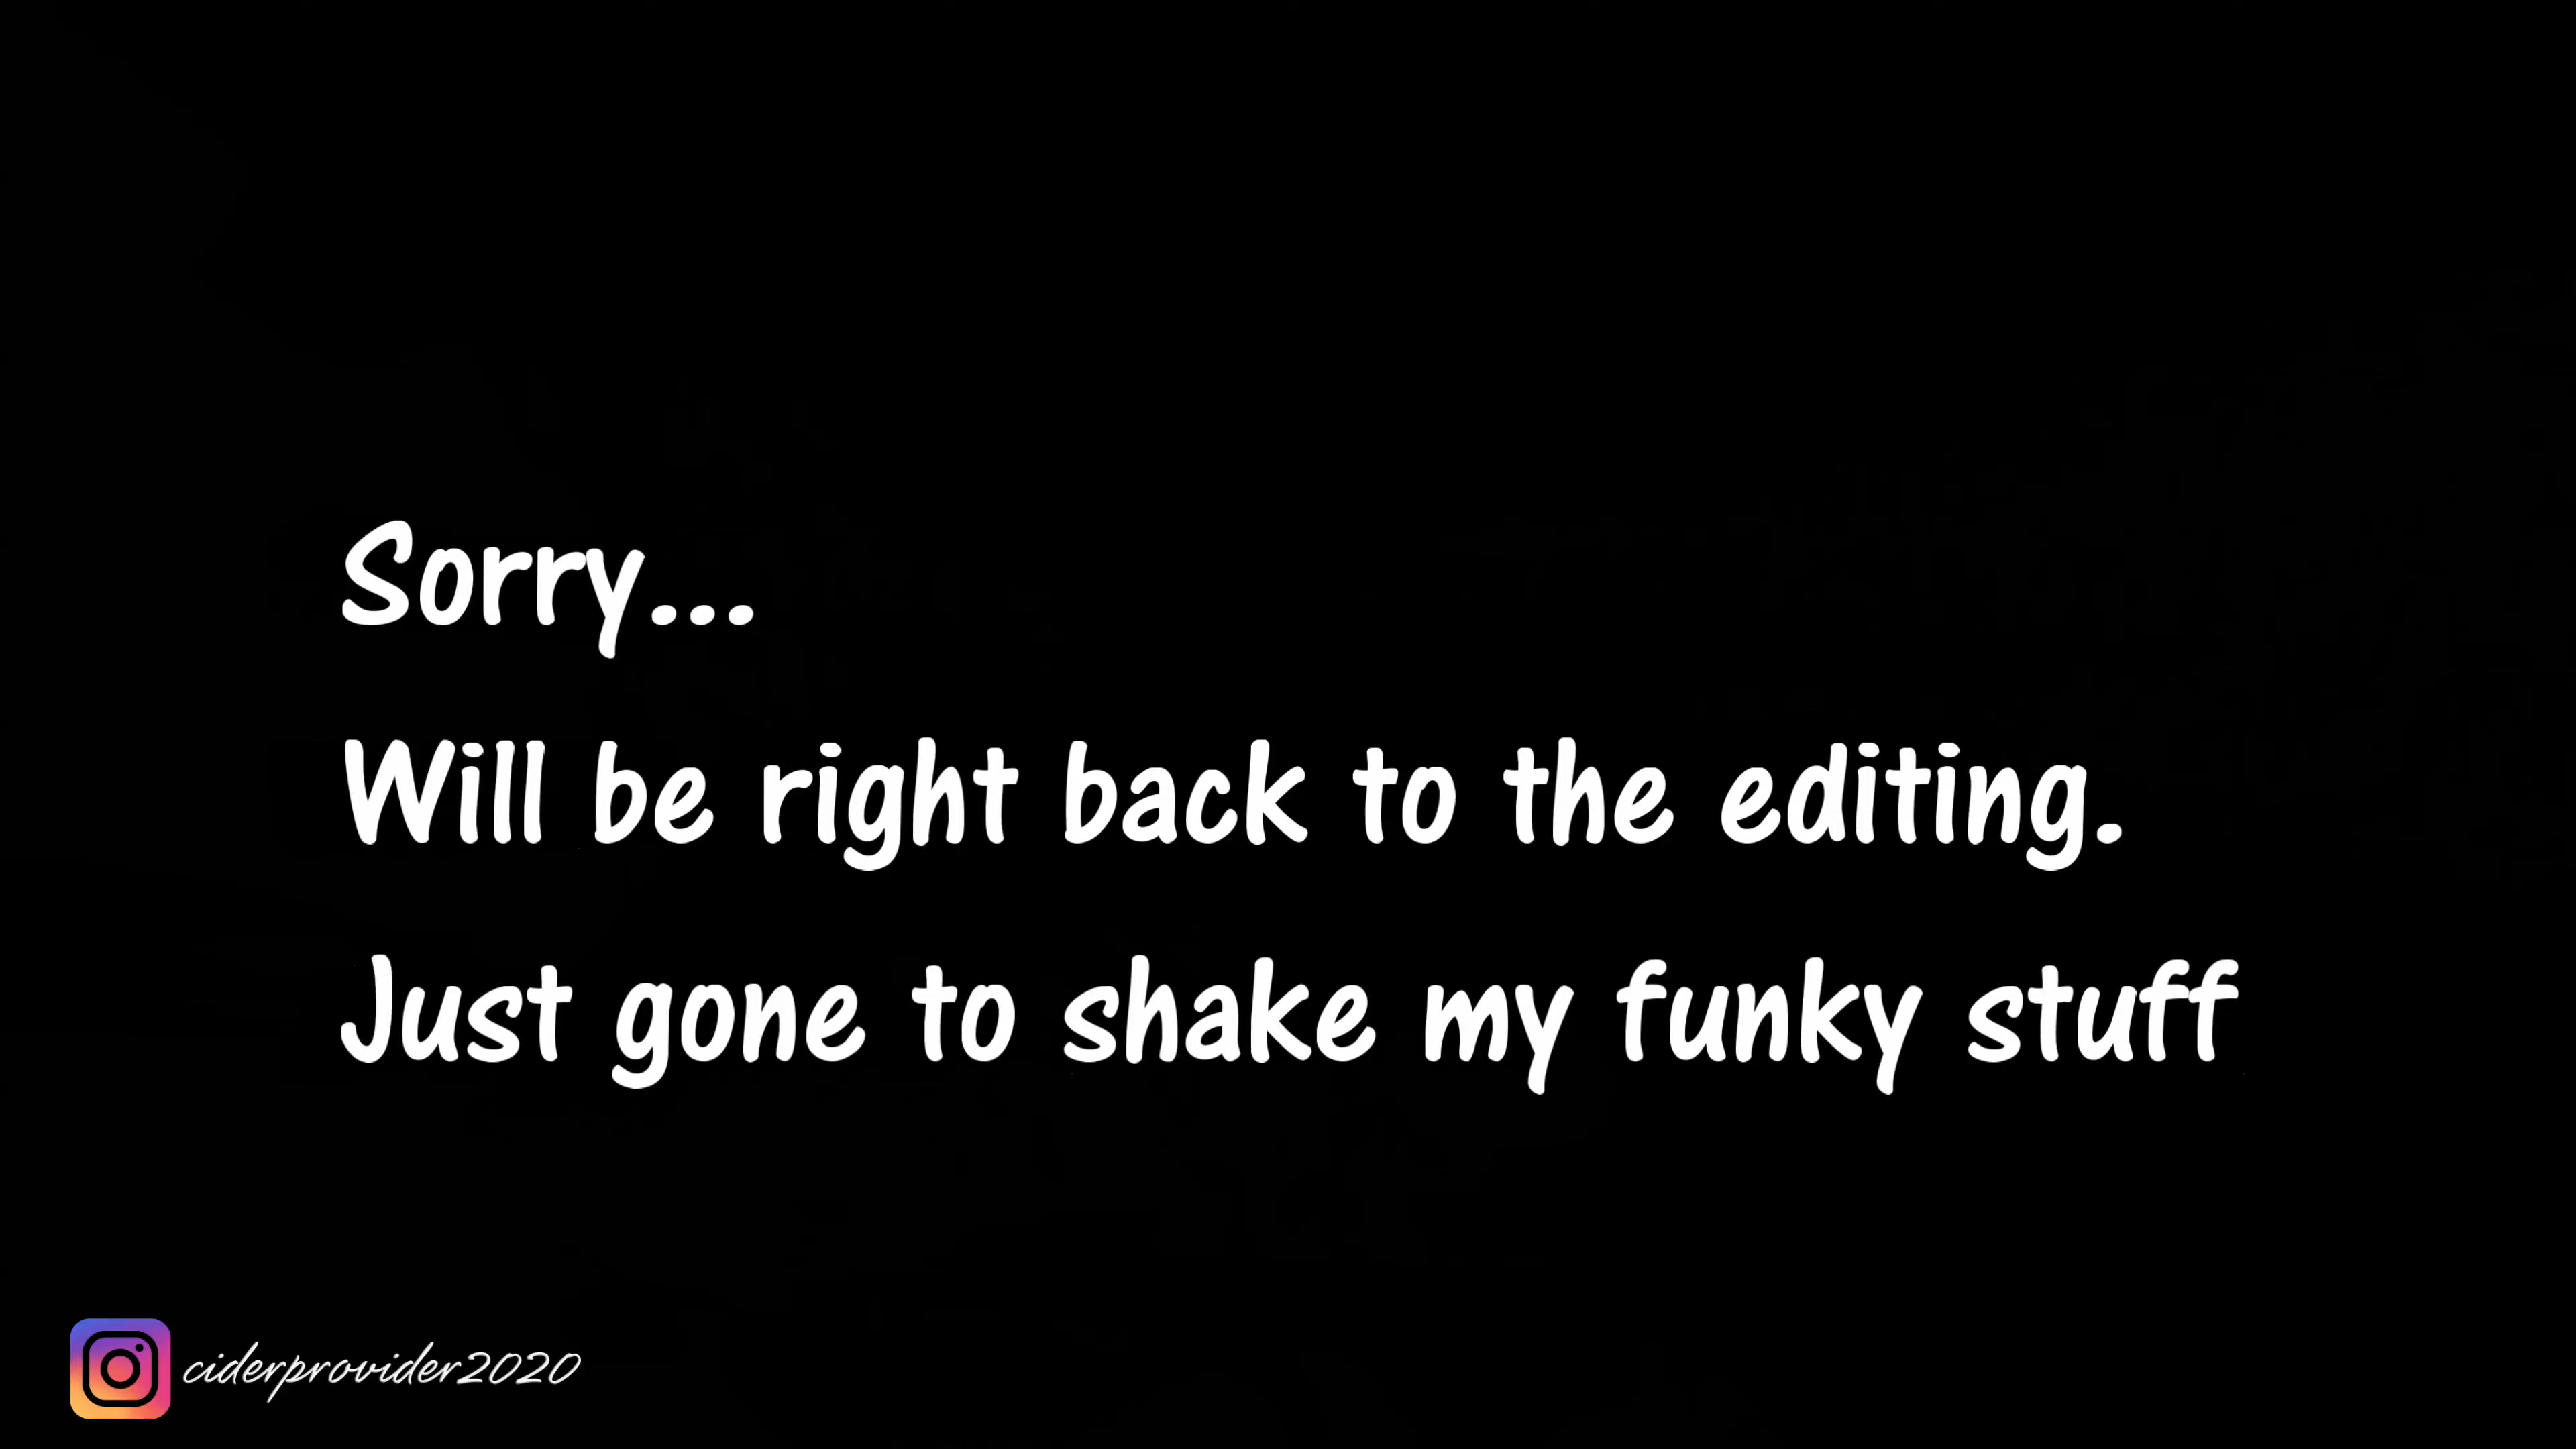 Sorry...
Will be right back to the editing.
Just gone to shake my funky stuff
ciderprovider2020